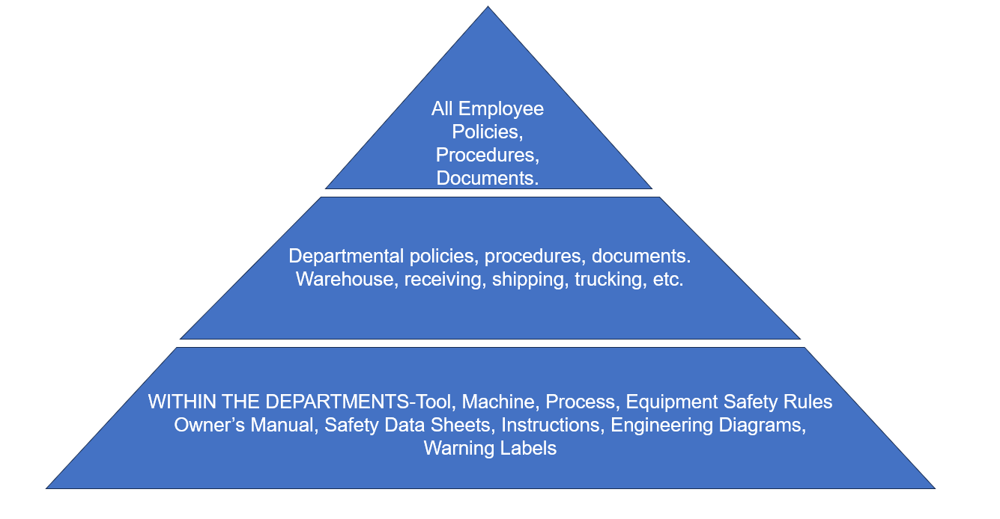 All Employee
Policies,
Procedures,
Documents.
Departmental policies, procedures, documents.
Warehouse, receiving, shipping, trucking, etc.
WITHIN THE DEPARTMENTS-Tool, Machine, Process, Equipment Safety Rules
Owner’s Manual, Safety Data Sheets, Instructions, Engineering Diagrams,
Warning Labels